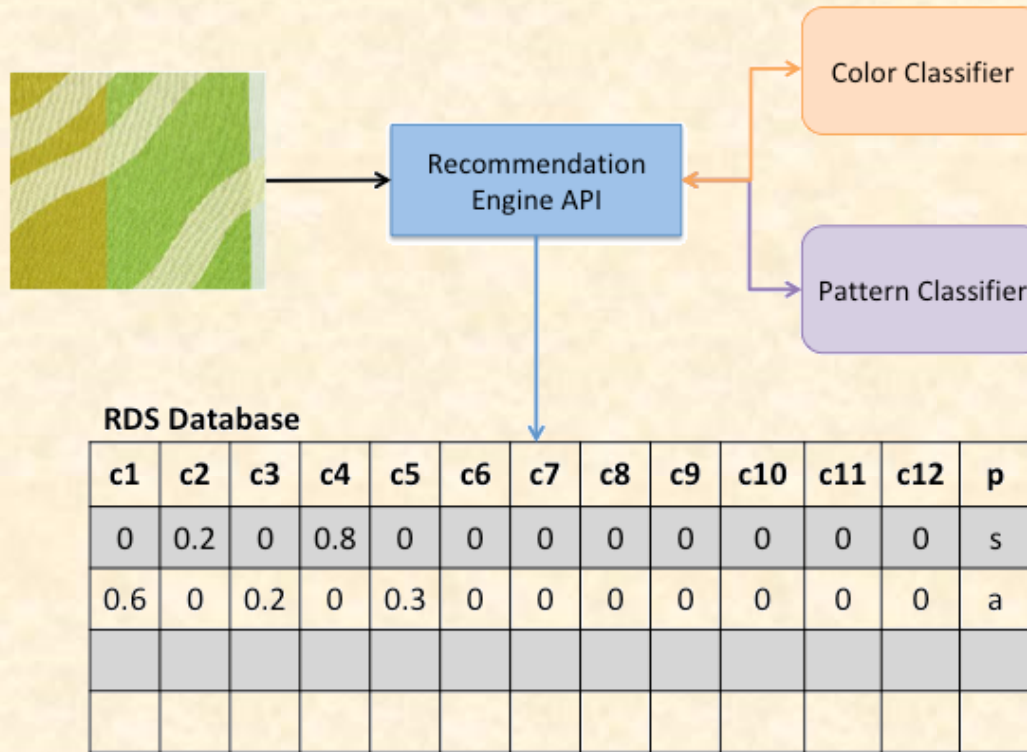 Color Classifier
Recommendation
Engine API
Pattern Classifier
RDS Database
c1 c2 c3 c4 c5 c6 c7 c8 c9 c10 c11 c12 p
0 0.2 0 0.8 0 0 0 0 0 0 0 0 s
0.6 0 0.2 0 0.3 0 0 0 0 0 0 0 a